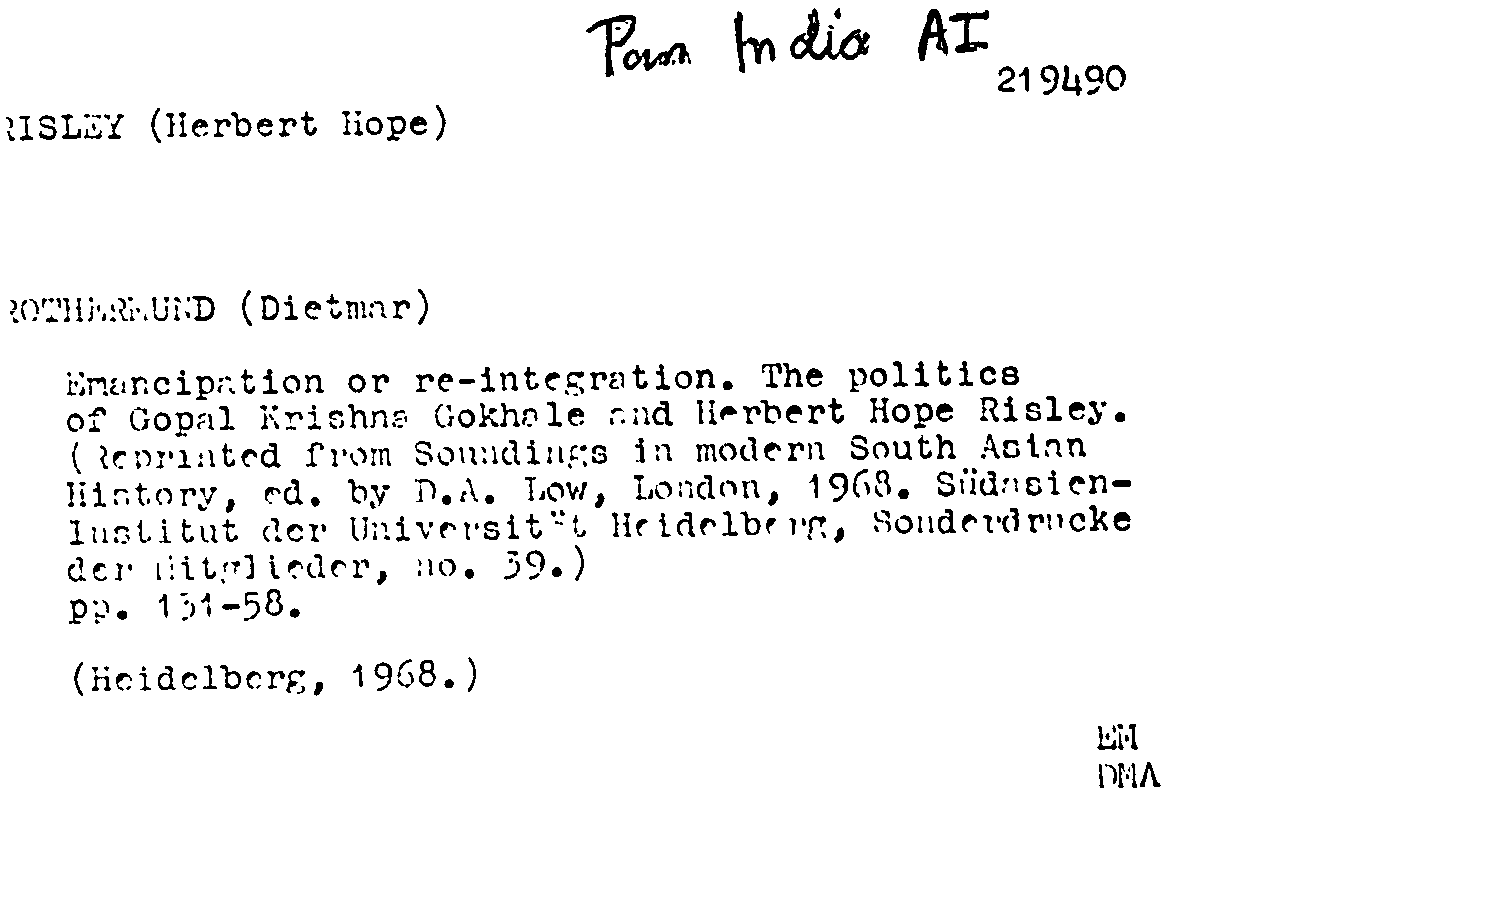 Pam India AI
219490
RISLEY (Herbert Hope)
ROTHERMUND (Dietmar)
Emancipation or re-integration. The politics
of Gopal Krishna Gokhale and Herbert Hope Risley.
(Reprinted from Soundings in modern South Asian
History, ed. by D.A. Low, London, 1968. Südasien-
Institut der Universität Heidelberg, Sonderdrucke
der Mitglieder, no. 39.)
pp. 131-58.
(Heidelberg, 1968.)
EM
DMA